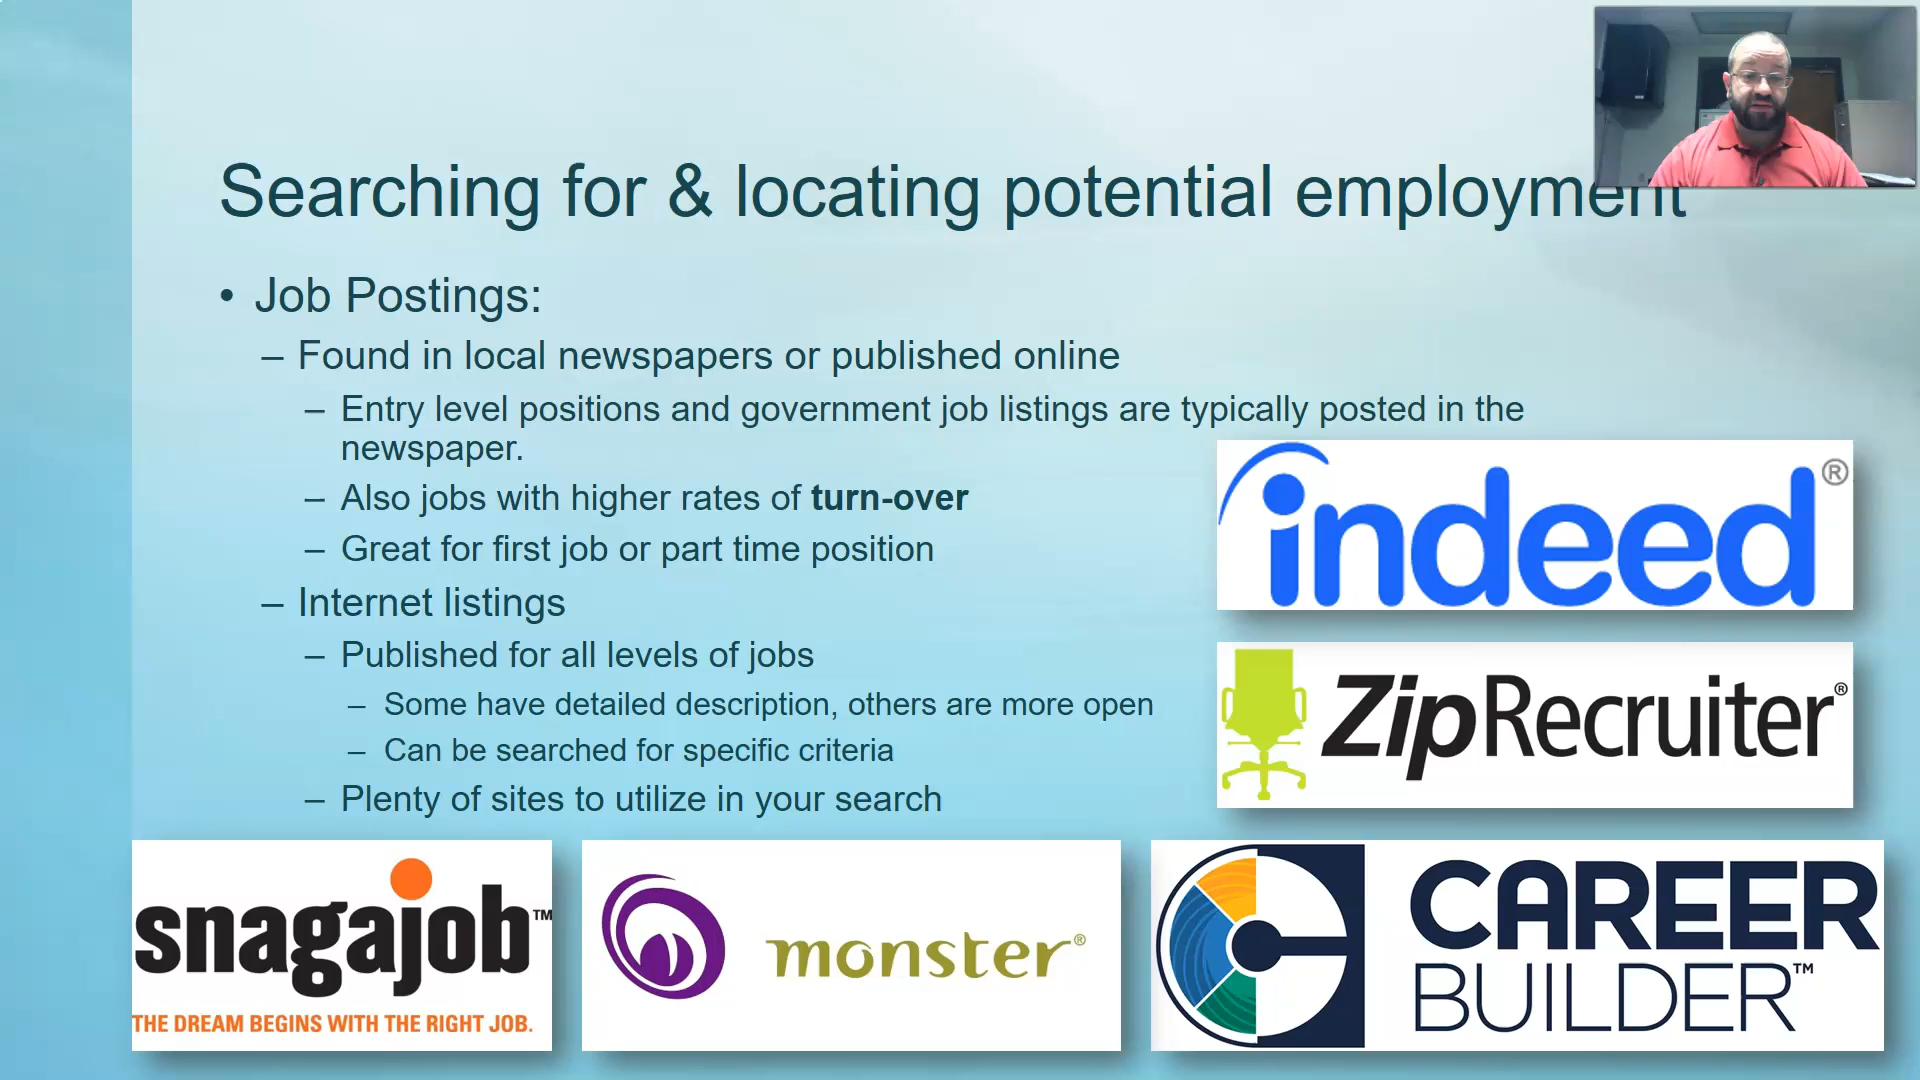 Searching for & locating potential employment
• Job Postings:
– Found in local newspapers or published online
– Entry level positions and government job listings are typically posted in the
newspaper.
– Also jobs with higher rates of turn-over
– Great for first job or part time position
– Internet listings
– Published for all levels of jobs
– Some have detailed description, others are more open
– Can be searched for specific criteria
– Plenty of sites to utilize in your search
indeed®
ZipRecruiter®
snagajob™
THE DREAM BEGINS WITH THE RIGHT JOB.
monster®
CAREER
BUILDER™